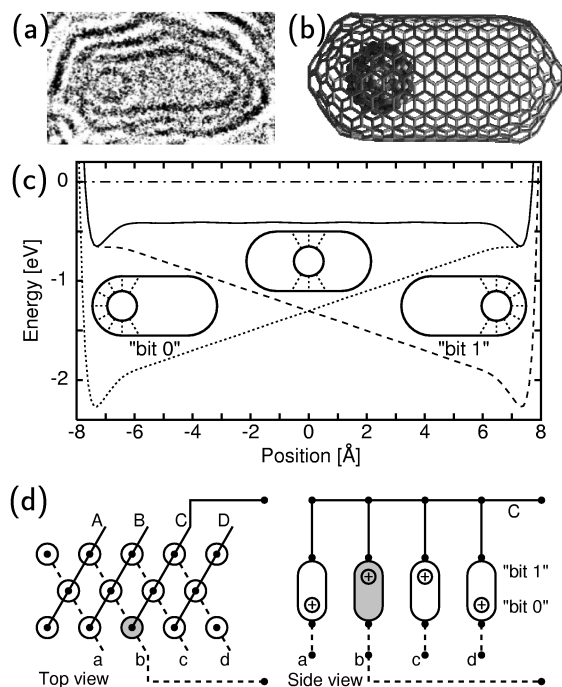 (a)
(b)
(c)
0
-1
-2
Energy [eV]
"bit 0"
"bit 1"
-8 -6 -4 -2 0 2 4 6 8
Position [Å]
(d)
A B C D
C
"bit 1"
"bit 0"
a b c d
a b c d
Top view
Side view